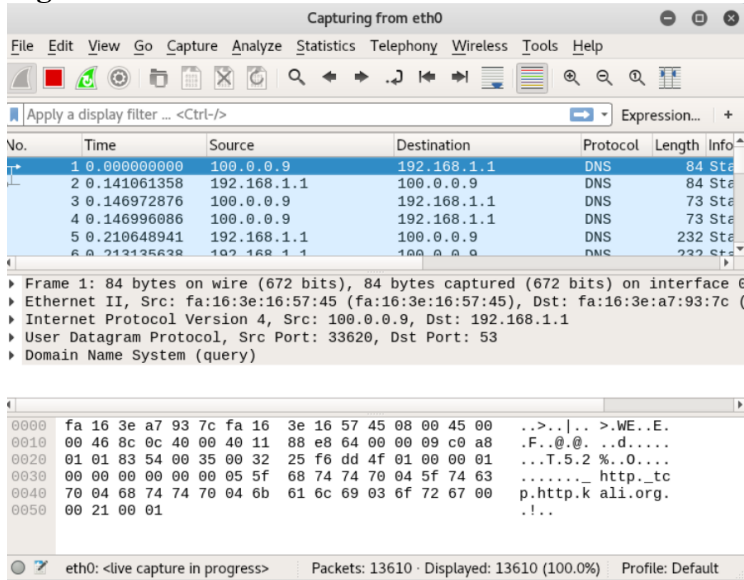 Capturing from eth0
File Edit View Go Capture Analyze Statistics Telephony Wireless Tools Help
Apply a display filter ... <Ctrl-/> Expression... +
No. Time Source Destination Protocol Length Info
1 0.000000000 100.0.0.9 192.168.1.1 DNS 84 Sta
2 0.141061358 192.168.1.1 100.0.0.9 DNS 84 Sta
3 0.146972876 100.0.0.9 192.168.1.1 DNS 73 Sta
4 0.146996086 100.0.0.9 192.168.1.1 DNS 73 Sta
5 0.210648941 192.168.1.1 100.0.0.9 DNS 232 Sta
6 0.213135638 192.168.1.1 100.0.0.9 DNS 232 Sta
Frame 1: 84 bytes on wire (672 bits), 84 bytes captured (672 bits) on interface 0
Ethernet II, Src: fa:16:3e:16:57:45 (fa:16:3e:16:57:45), Dst: fa:16:3e:a7:93:7c (
Internet Protocol Version 4, Src: 100.0.0.9, Dst: 192.168.1.1
User Datagram Protocol, Src Port: 33620, Dst Port: 53
Domain Name System (query)
0000 fa 16 3e a7 93 7c fa 16 3e 16 57 45 08 00 45 00 ..>..|.. >.WE..E.
0010 00 46 8c 0c 40 00 40 11 88 e8 64 00 00 09 c0 a8 .F..@.@. ..d.....
0020 01 01 83 54 00 35 00 32 25 f6 dd 4f 01 00 00 01 ...T.5.2 %..O....
0030 00 00 00 00 00 00 05 5f 68 74 74 70 04 5f 74 63 ......._ http._tc
0040 70 04 68 74 74 70 04 6b 61 6c 69 03 6f 72 67 00 p.http.k ali.org.
0050 00 21 00 01 .!..
eth0: <live capture in progress> Packets: 13610 · Displayed: 13610 (100.0%) Profile: Default